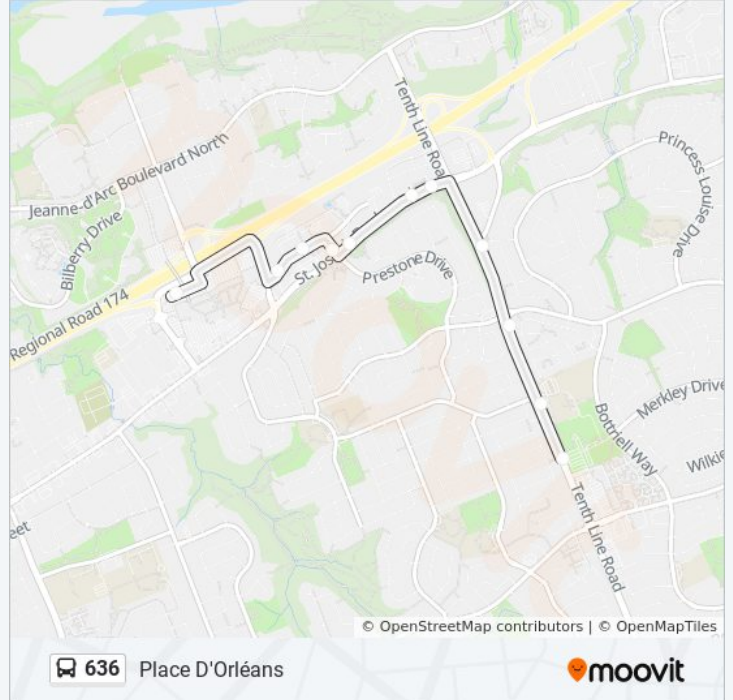 Tenth Line Roa
Princess Louise Drive
Jeanne-d'Arc Boulevard North
Bilberry Drive
St. Jos
Prestone Drive
Regional Road 174
Merkley Drive
Bottriell Way
Wilkie
Tenth Line Road
eet
© OpenStreetMap contributors | © OpenMapTiles
636 Place D'Orléans
moovit